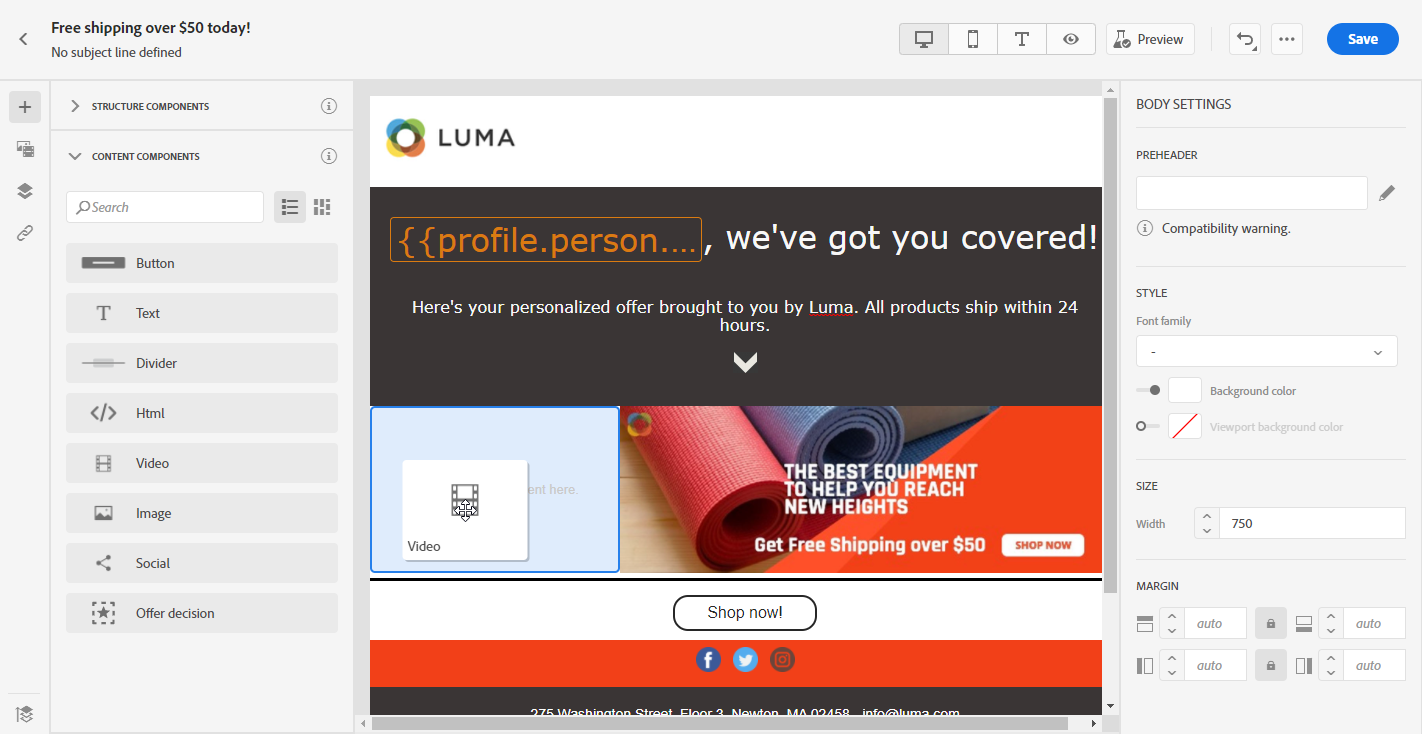 Free shipping over $50 today!
No subject line defined
Preview
Save
STRUCTURE COMPONENTS
CONTENT COMPONENTS
Search
Button
Text
Divider
Html
Video
Image
Social
Offer decision
LUMA
{{profile.person.... , we've got you covered!
Here's your personalized offer brought to you by Luma. All products ship within 24
hours.
here.
Video
THE BEST EQUIPMENT
TO HELP YOU REACH
NEW HEIGHTS
Get Free Shipping over $50
SHOP NOW
Shop now!
275 Washington Street, Floor 3, Newton, MA 02458 info@luma.com
BODY SETTINGS
PREHEADER
Compatibility warning.
STYLE
Font family
-
Background color
Viewport background color
SIZE
Width
750
MARGIN
auto
auto
auto
auto